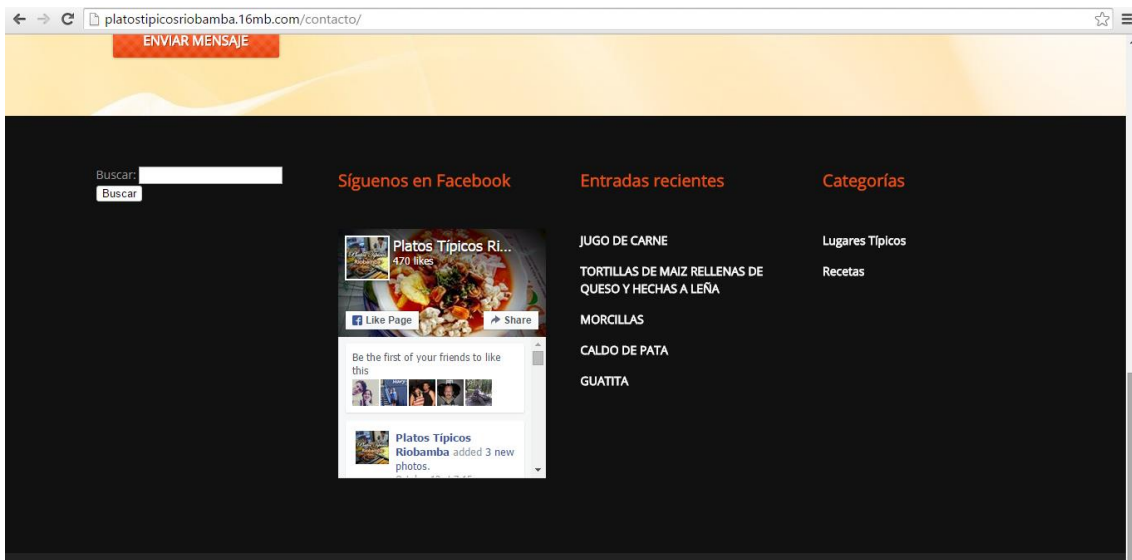 platostipicosriobamba.16mb.com/contacto/
ENVIAR MENSAJE
Buscar:
Buscar
Síguenos en Facebook
Platos Típicos Ri...
470 likes
Like Page
Share
Be the first of your friends to like
this
Platos Típicos
Riobamba added 3 new
photos.
Entradas recientes
JUGO DE CARNE
TORTILLAS DE MAIZ RELLENAS DE
QUESO Y HECHAS A LEÑA
MORCILLAS
CALDO DE PATA
GUATITA
Categorías
Lugares Típicos
Recetas